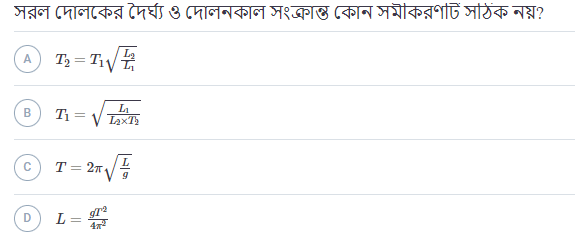 সরল দোলকের দৈর্ঘ্য ও দোলনকাল সংক্রান্ত কোন সমীকরণটি সঠিক নয়?
A T₂ = T₁√(L₂/L₁)
B T₁ = √(L₁/(L₂×T₂))
C T = 2π√(L/g)
D L = gT²/4π²